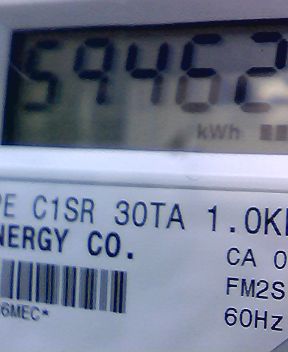 59462
kWh
PE C1SR 30TA 1.0K
NERGY CO.
CA 0
FM2S
6MEC*
60Hz